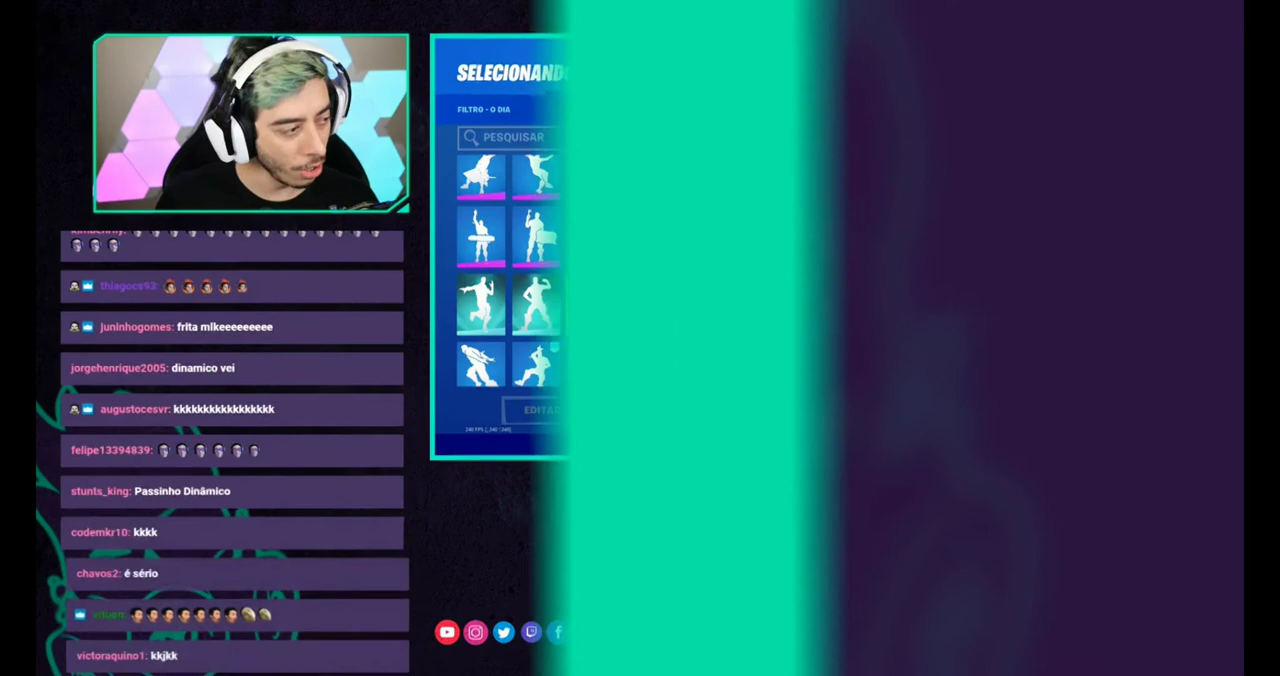 SELECIONAND
FILTRO - O DIA
PESQUISAR
thiagocs93:
juninhogomes: frita mlkeeeeeeeee
jorgehenrique2005: dinamico vei
augustocesvr: kkkkkkkkkkkkkkkkk
felipe13394839:
stunts_king: Passinho Dinâmico
codemkr10: kkkk
chavos2: é sério
victoraquino1: kkjkk
EDITAR